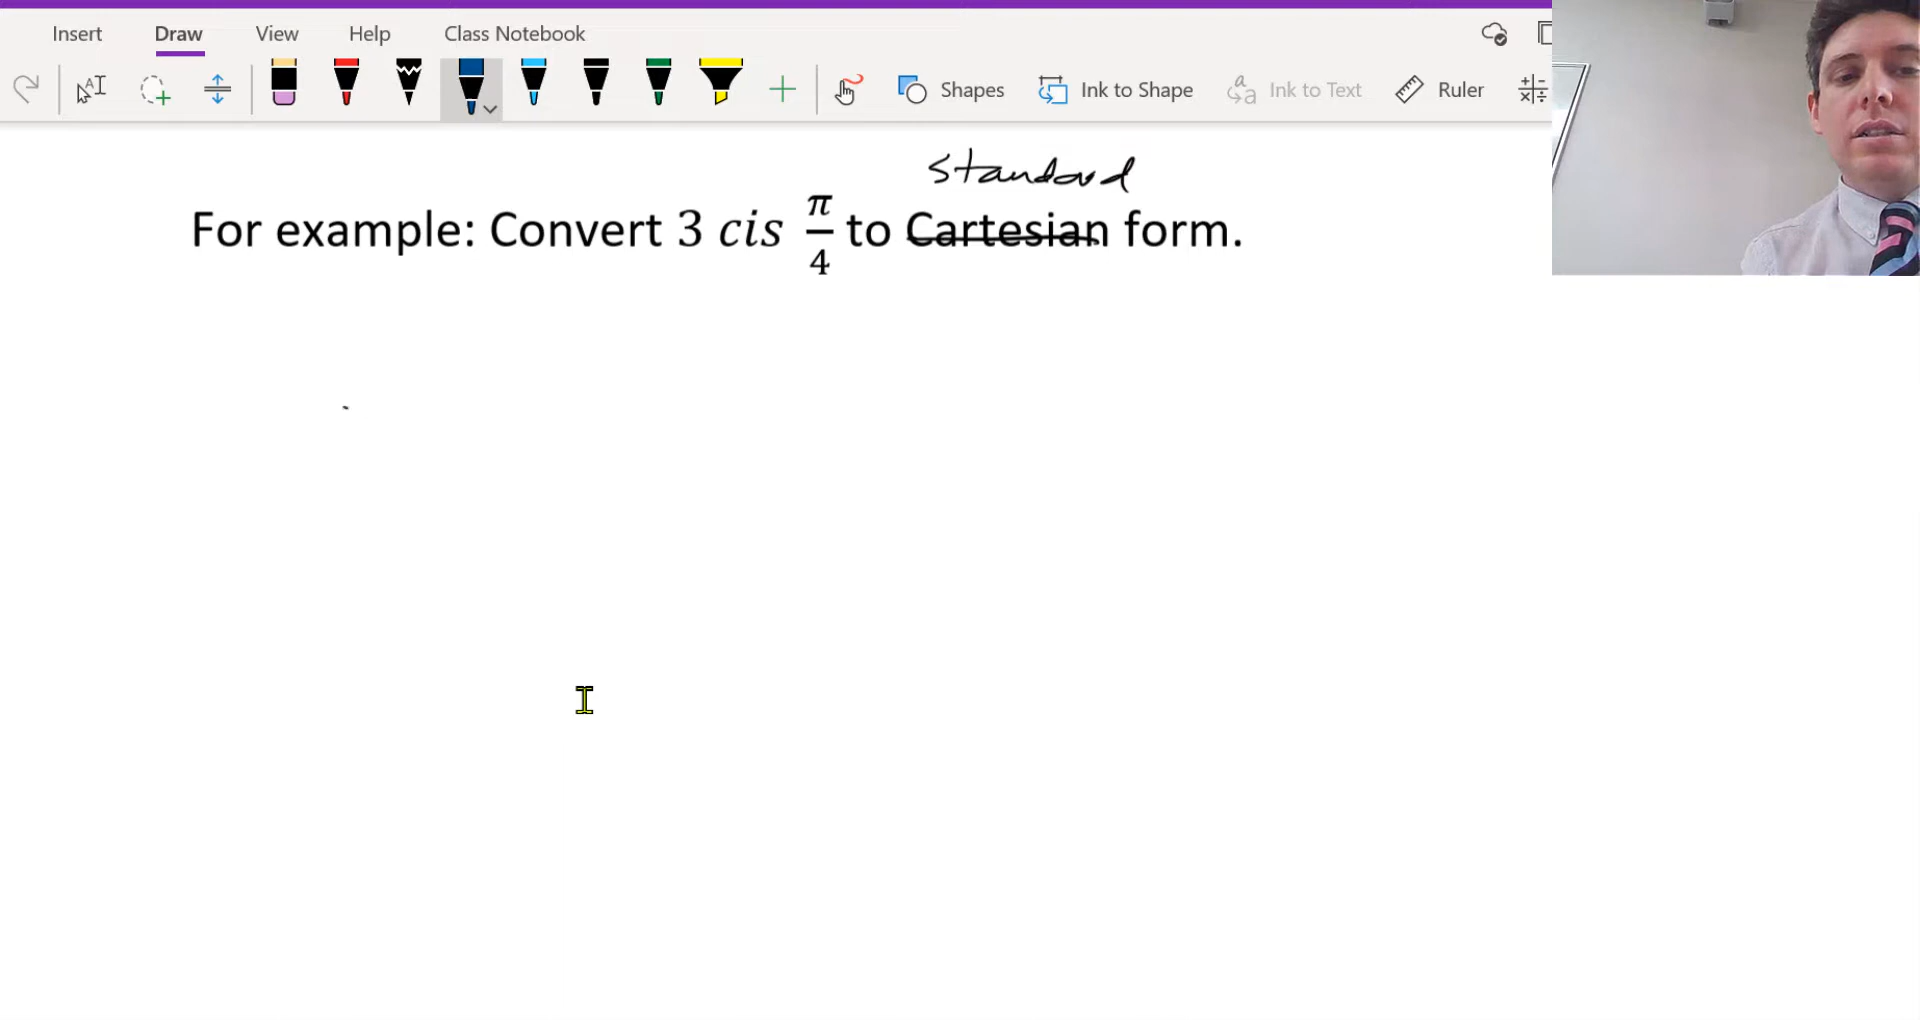 Insert Draw View Help Class Notebook
Shapes Ink to Shape Ink to Text Ruler
standard
For example: Convert 3 cis π/4 to Cartesian form.